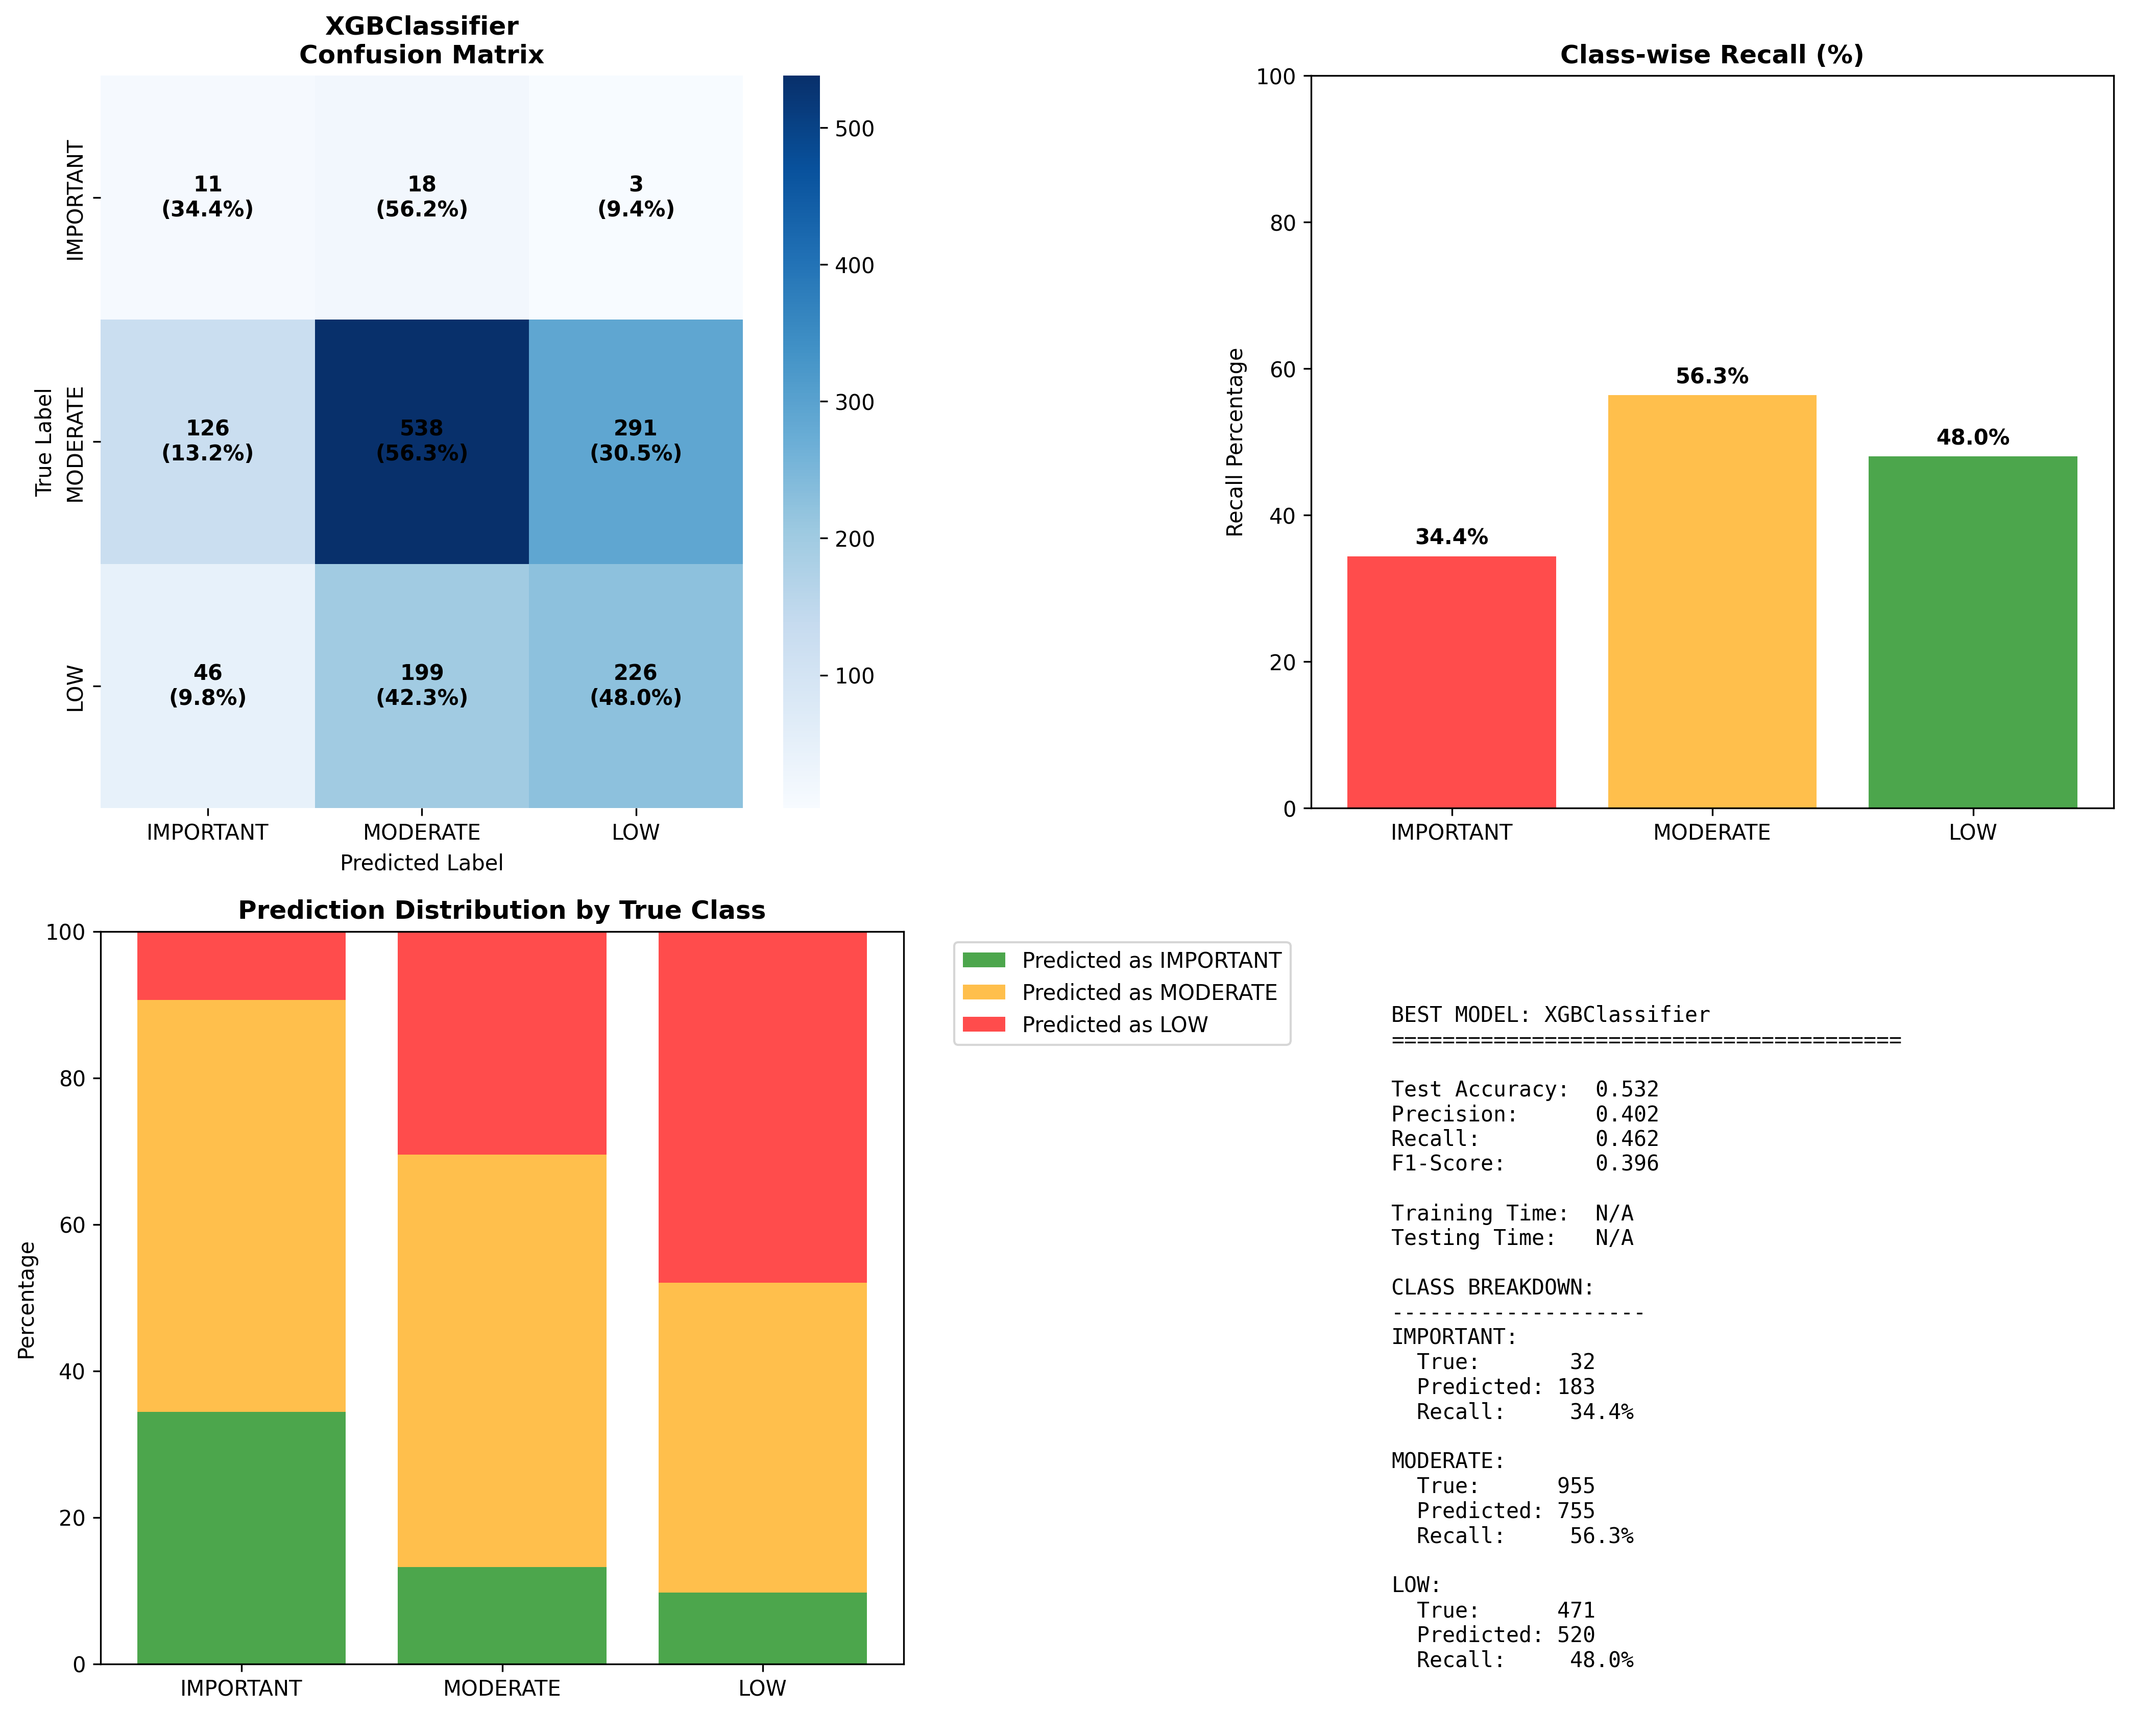 XGBClassifier
Confusion Matrix
True Label
IMPORTANT
MODERATE
LOW
11
(34.4%)
18
(56.2%)
3
(9.4%)
126
(13.2%)
538
(56.3%)
291
(30.5%)
46
(9.8%)
199
(42.3%)
226
(48.0%)
IMPORTANT
MODERATE
LOW
Predicted Label
500
400
300
200
100
Class-wise Recall (%)
Recall Percentage
100
80
60
40
20
0
34.4%
56.3%
48.0%
IMPORTANT
MODERATE
LOW
Prediction Distribution by True Class
Percentage
100
80
60
40
20
0
IMPORTANT
MODERATE
LOW
Predicted as IMPORTANT
Predicted as MODERATE
Predicted as LOW
BEST MODEL: XGBClassifier
========================================
Test Accuracy:  0.532
Precision:      0.402
Recall:         0.462
F1-Score:       0.396
Training Time:  N/A
Testing Time:   N/A
CLASS BREAKDOWN:
--------------------
IMPORTANT:
  True:       32
  Predicted: 183
  Recall:     34.4%
MODERATE:
  True:      955
  Predicted: 755
  Recall:     56.3%
LOW:
  True:      471
  Predicted: 520
  Recall:     48.0%